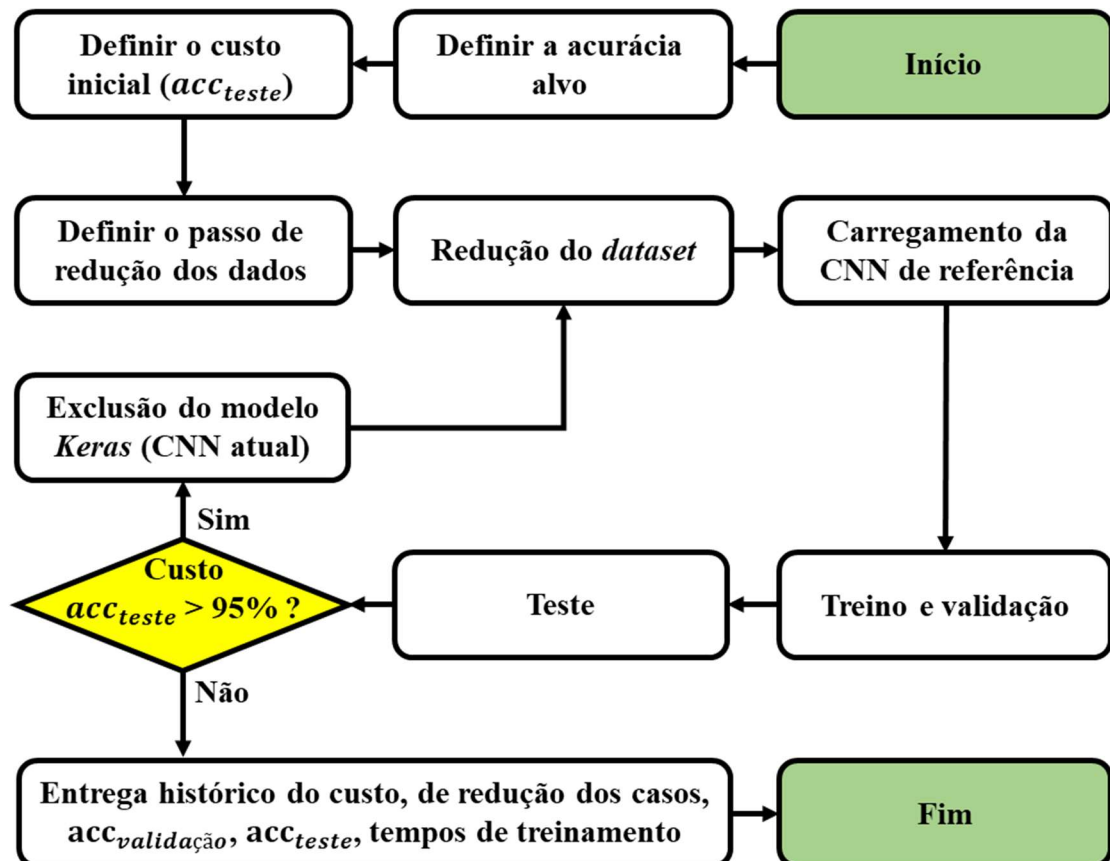 Início
Definir a acurácia
alvo
Definir o custo
inicial (acc_teste)
Definir o passo de
redução dos dados
Redução do dataset
Carregamento da
CNN de referência
Treino e validação
Teste
Custo
acc_teste > 95% ?
Sim
Exclusão do modelo
Keras (CNN atual)
Não
Entrega histórico do custo, de redução dos casos,
acc_validação, acc_teste, tempos de treinamento
Fim